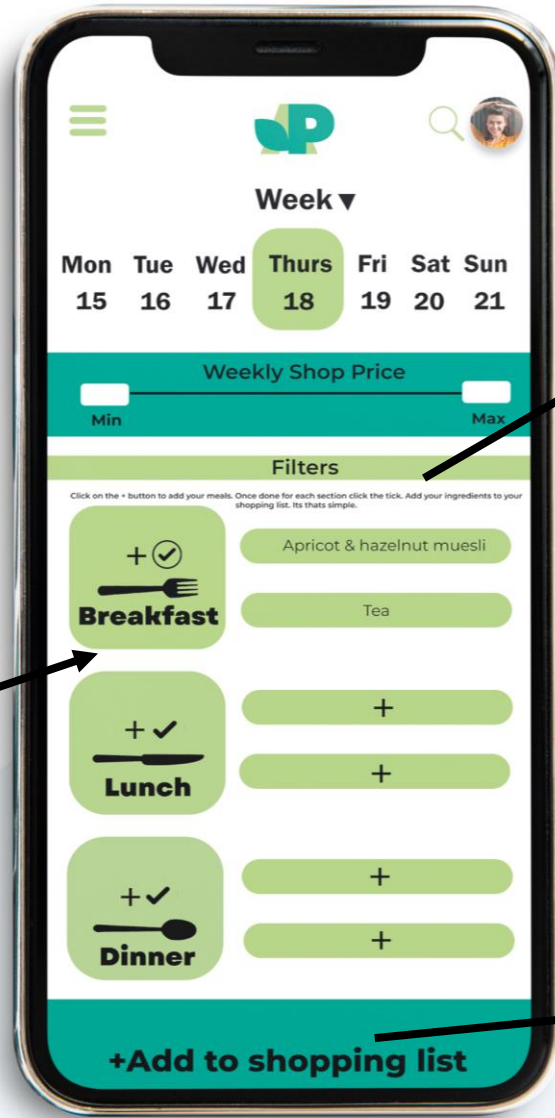 P
Week ▾
Mon Tue Wed Thurs Fri Sat Sun
15 16 17 18 19 20 21
Weekly Shop Price
Min Max
Filters
Click on the + button to add your meals. Once done for each section click the tick. Add your ingredients to your
shopping list. Its thats simple.
+
Apricot & hazelnut muesli
Breakfast
Tea
+
+
Lunch
+
+
+
Dinner
+
+Add to shopping list